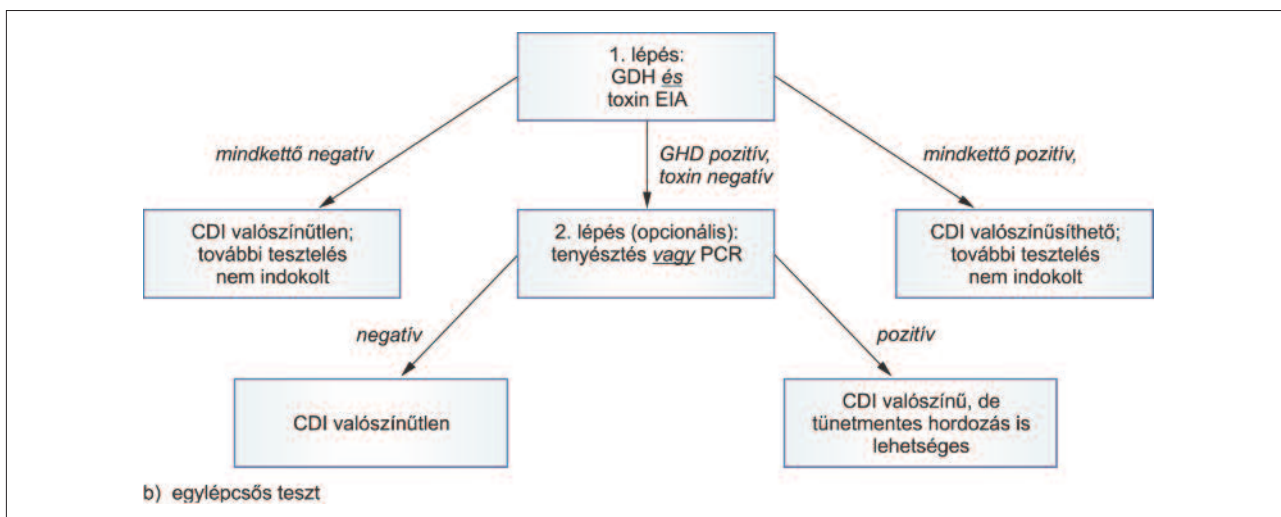 1. lépés:
GDH és
toxin EIA
mindkettő negatív
GHD pozitív,
toxin negatív
mindkettő pozitív,
CDI valószínűtlen;
további tesztelés
nem indokolt
2. lépés (opcionális):
tenyésztés vagy PCR
CDI valószínűsíthető;
további tesztelés
nem indokolt
negatív
pozitív
CDI valószínűtlen
CDI valószínű, de
tünetmentes hordozás is
lehetséges
b) egylépcsős teszt